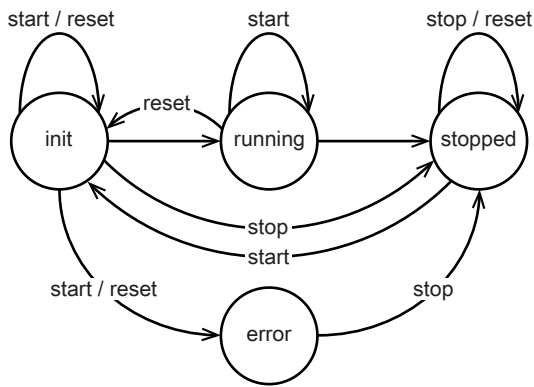 start / reset
start
stop / reset
reset
init
running
stopped
stop
start
start / reset
stop
error